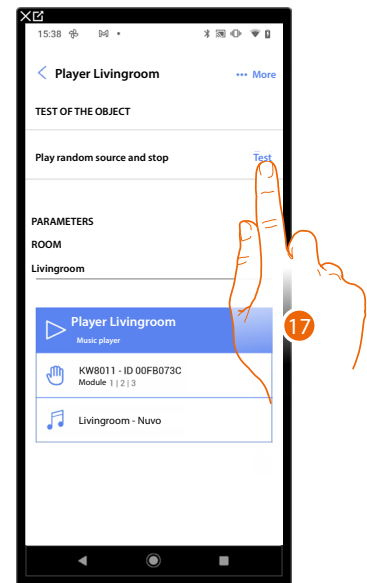 15:38
Player Livingroom
••• More
TEST OF THE OBJECT
Play random source and stop Test
PARAMETERS
ROOM
Livingroom
Player Livingroom
Music player
KW8011 - ID 00FB073C
Module 1 | 2 | 3
Livingroom - Nuvo
17